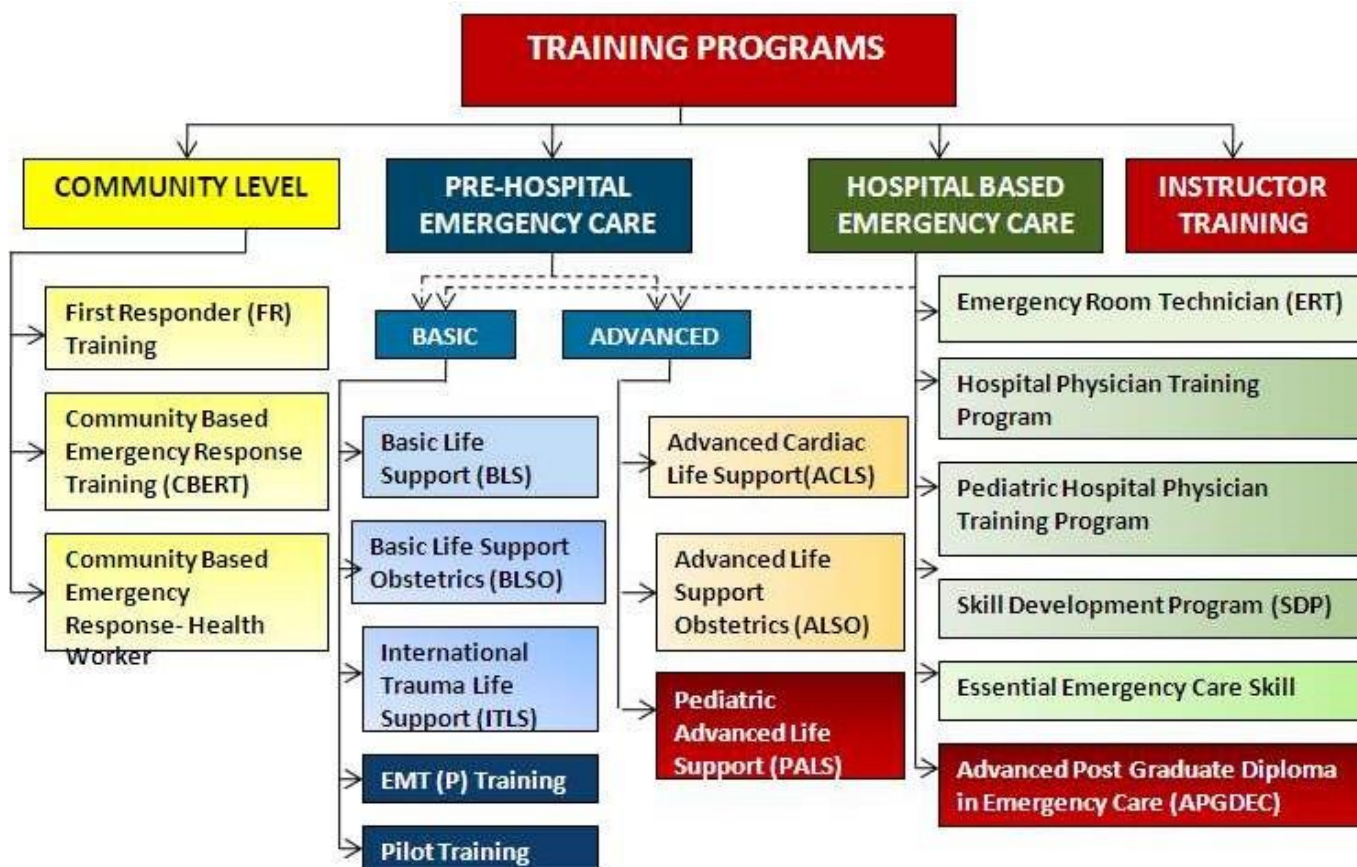 TRAINING PROGRAMS
COMMUNITY LEVEL
PRE-HOSPITAL
EMERGENCY CARE
HOSPITAL BASED
EMERGENCY CARE
INSTRUCTOR
TRAINING
First Responder (FR)
Training
Community Based
Emergency Response
Training (CBERT)
Community Based
Emergency
Response- Health
Worker
BASIC
Basic Life
Support (BLS)
Basic Life Support
Obstetrics (BLSO)
International
Trauma Life
Support (ITLS)
EMT (P) Training
Pilot Training
ADVANCED
Advanced Cardiac
Life Support(ACLS)
Advanced Life
Support
Obstetrics (ALSO)
Pediatric
Advanced Life
Support (PALS)
Emergency Room Technician (ERT)
Hospital Physician Training
Program
Pediatric Hospital Physician
Training Program
Skill Development Program (SDP)
Essential Emergency Care Skill
Advanced Post Graduate Diploma
in Emergency Care (APGDEC)